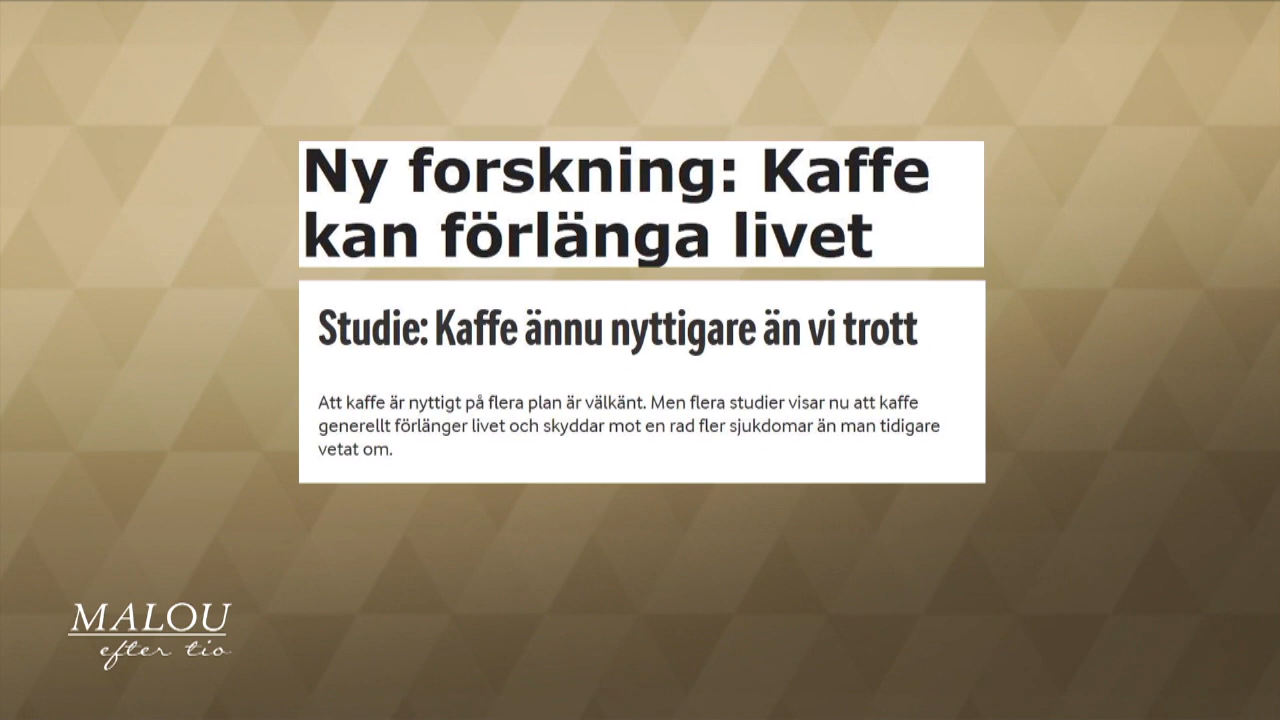 Ny forskning: Kaffe
kan förlänga livet
Studie: Kaffe ännu nyttigare än vi trott
Att kaffe är nyttigt på flera plan är välkänt. Men flera studier visar nu att kaffe
generellt förlänger livet och skyddar mot en rad fler sjukdomar än man tidigare
vetat om.
MALOU
efter tio